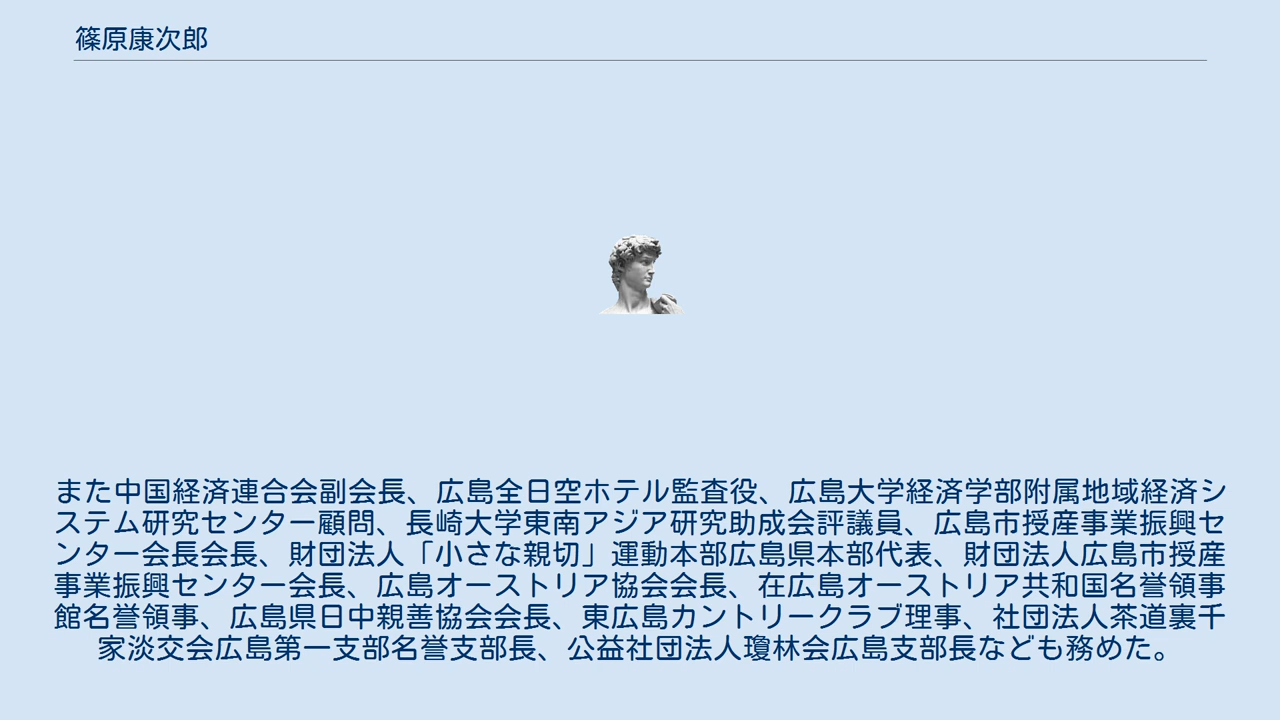 篠原康次郎
また中国経済連合会副会長、広島全日空ホテル監査役、広島大学経済学部附属地域経済シ
ステム研究センター顧問、長崎大学東南アジア研究助成会評議員、広島市授産事業振興セ
ンター会長会長、財団法人「小さな親切」運動本部広島県本部代表、財団法人広島市授産
事業振興センター会長、広島オーストリア協会会長、在広島オーストリア共和国名誉領事
館名誉領事、広島県日中親善協会会長、東広島カントリークラブ理事、社団法人茶道裏千
家淡交会広島第一支部名誉支部長、公益社団法人瓊林会広島支部長なども務めた。